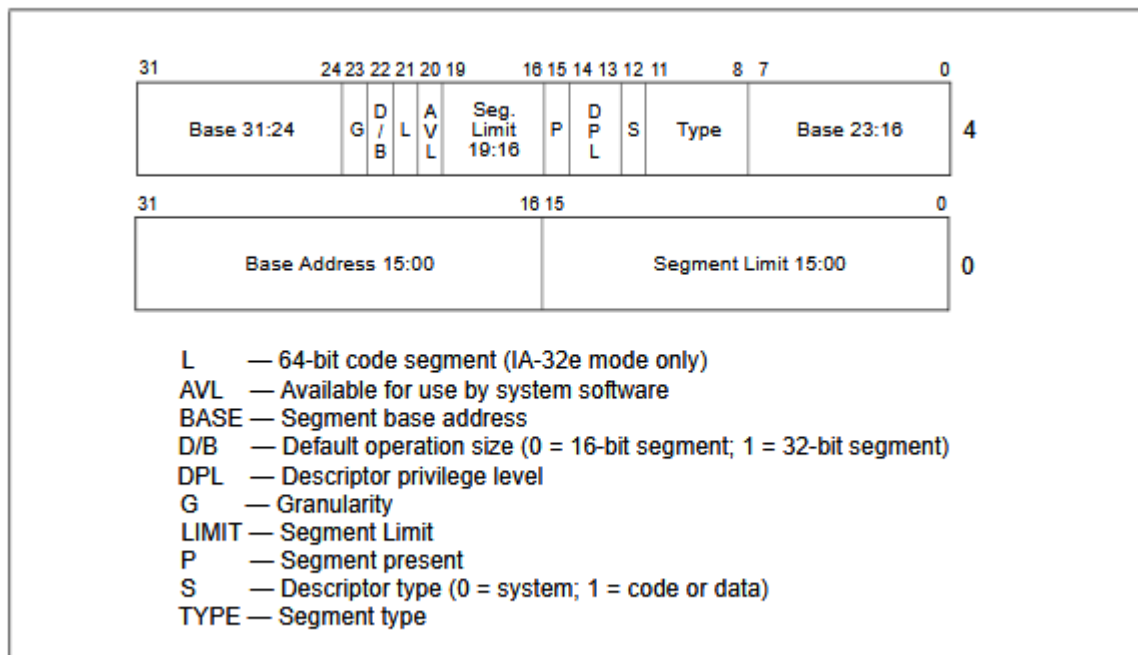 31 24 23 22 21 20 19 16 15 14 13 12 11 8 7 0
Base 31:24 G D/B L AVL Seg. Limit 19:16 P DPL S Type Base 23:16 4
31 16 15 0
Base Address 15:00 Segment Limit 15:00 0
L — 64-bit code segment (IA-32e mode only)
AVL — Available for use by system software
BASE — Segment base address
D/B — Default operation size (0 = 16-bit segment; 1 = 32-bit segment)
DPL — Descriptor privilege level
G — Granularity
LIMIT — Segment Limit
P — Segment present
S — Descriptor type (0 = system; 1 = code or data)
TYPE — Segment type